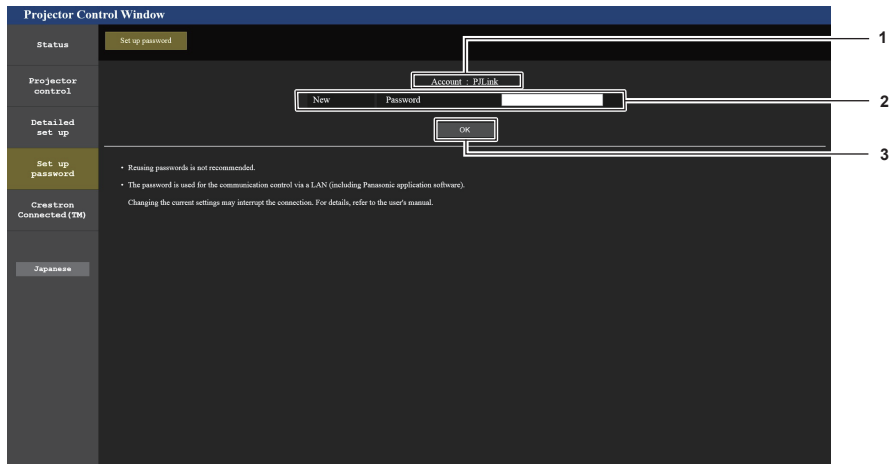 Projector Control Window
Status
Set up password
1
Projector
control
Account : PJLink
New Password
2
Detailed
set up
OK
3
Set up
password
• Reusing passwords is not recommended.
• The password is used for the communication control via a LAN (including Panasonic application software).
Changing the current settings may interrupt the connection. For details, refer to the user's manual.
Crestron
Connected(TM)
Japanese